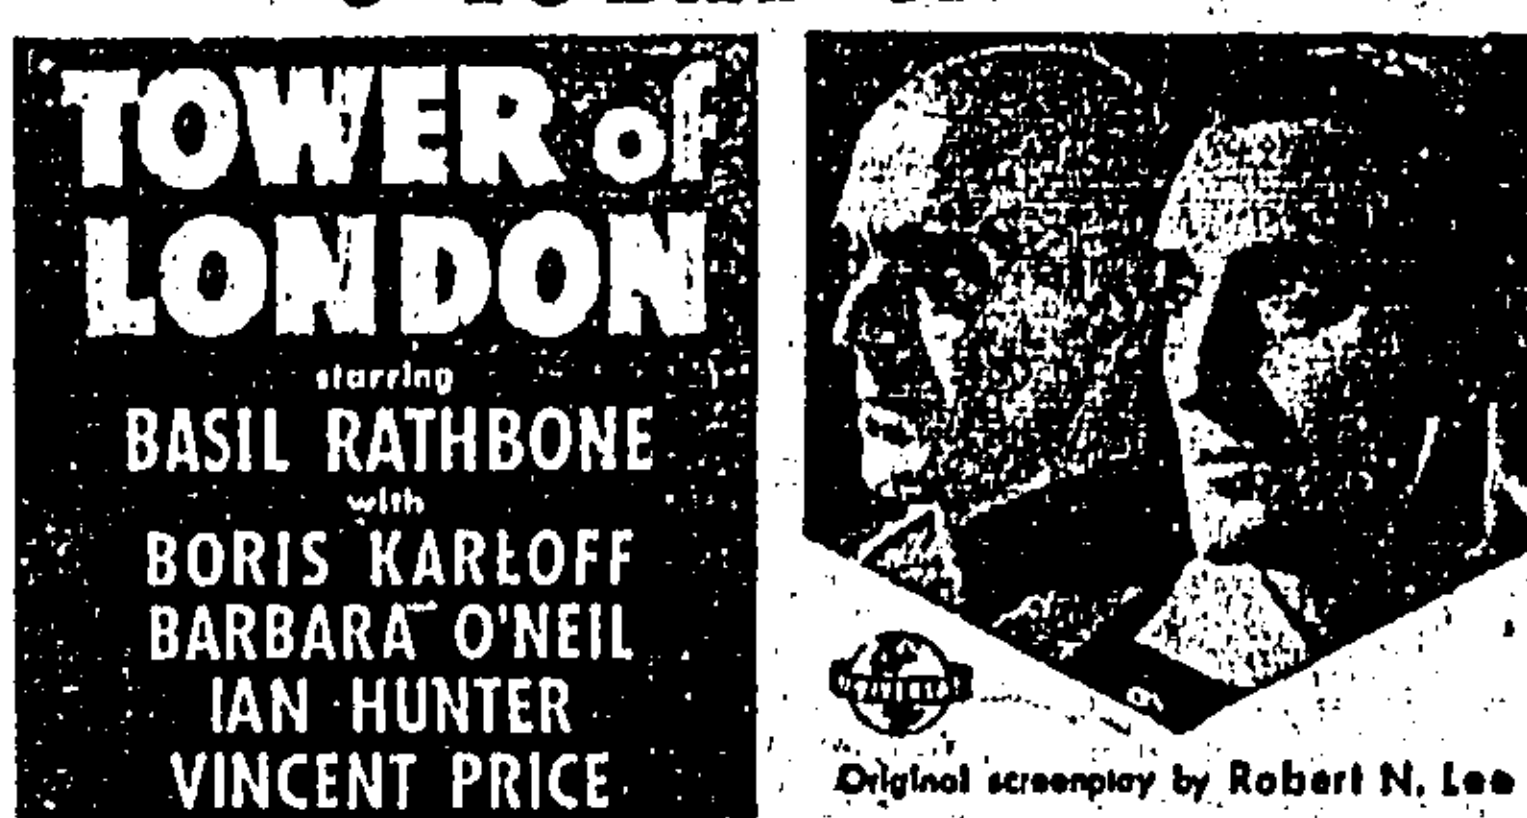 TOWER of
LONDON
starring
BASIL RATHBONE
with
BORIS KARLOFF
BARBARA O'NEIL
IAN HUNTER
VINCENT PRICE
UNIVERSAL
Original screenplay by Robert N. Lee